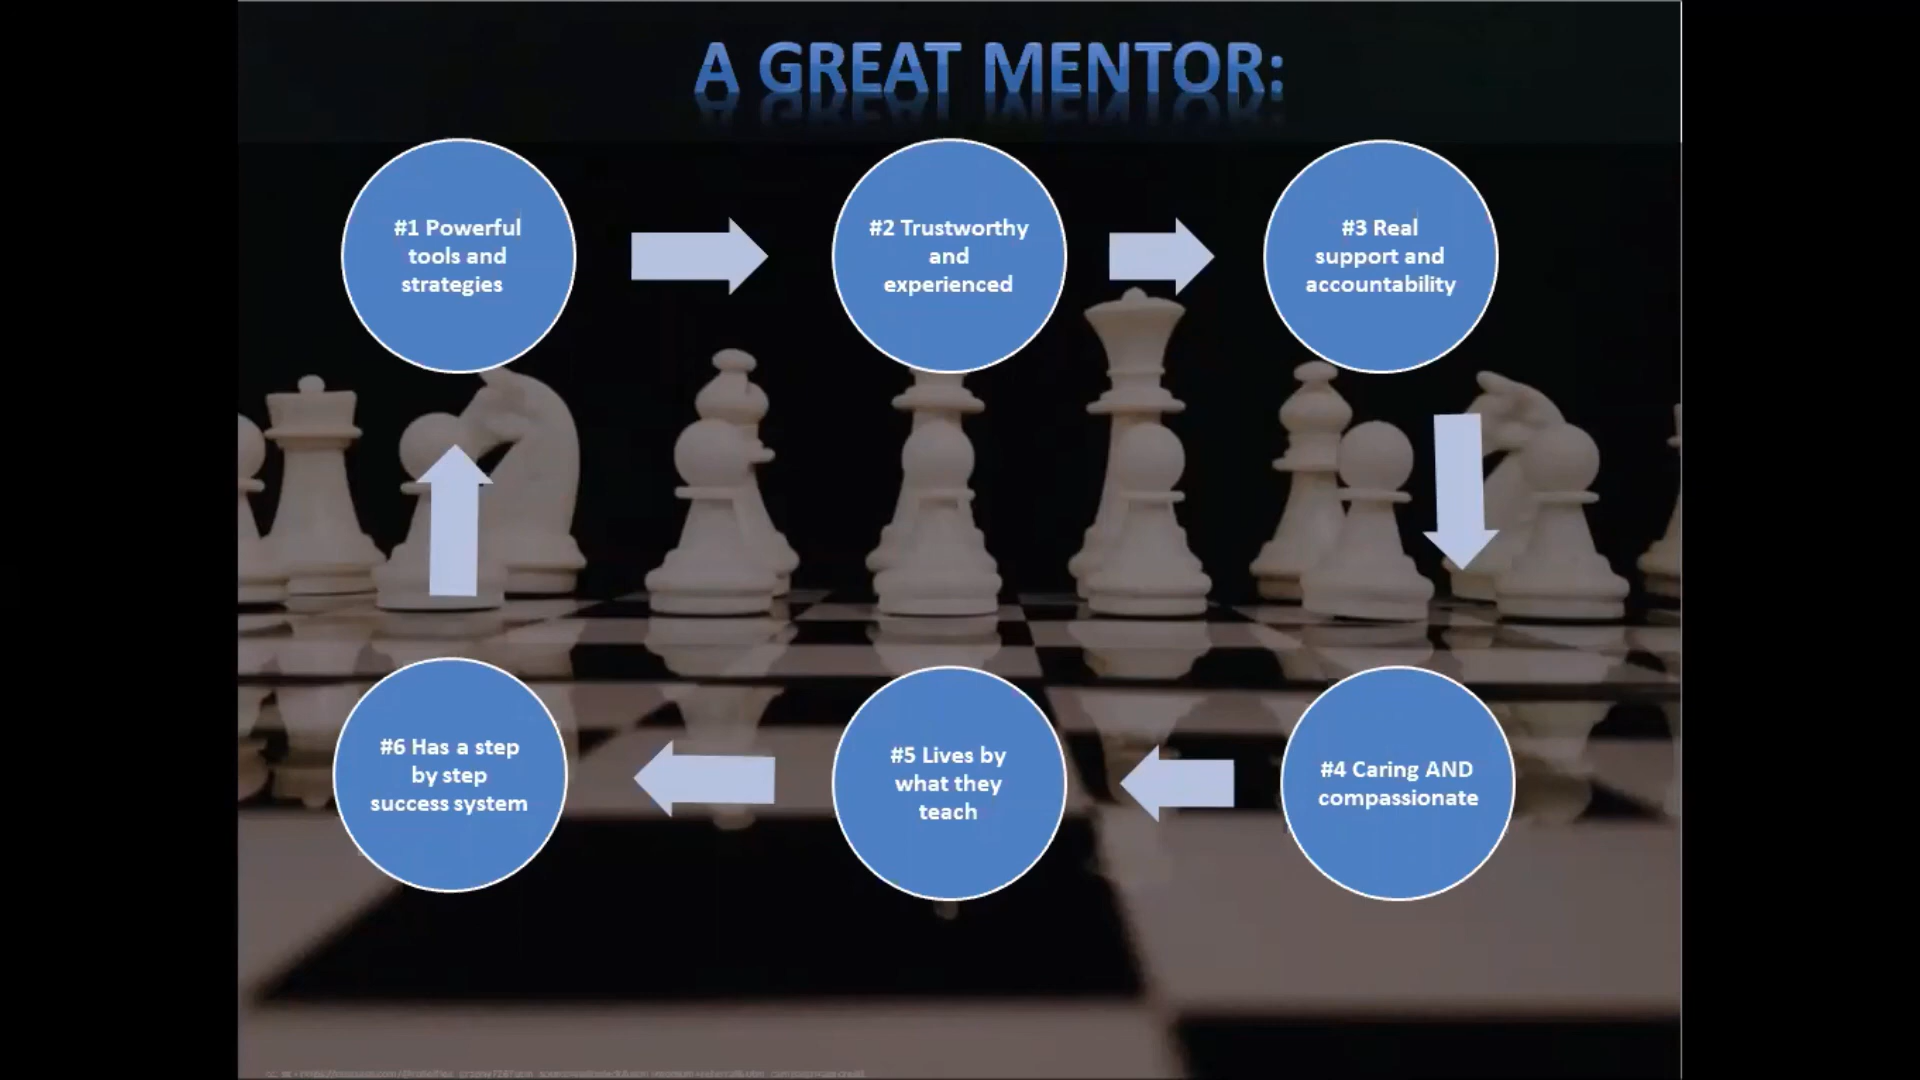 A GREAT MENTOR:
#1 Powerful
tools and
strategies
#2 Trustworthy
and
experienced
#3 Real
support and
accountability
#4 Caring AND
compassionate
#5 Lives by
what they
teach
#6 Has a step
by step
success system